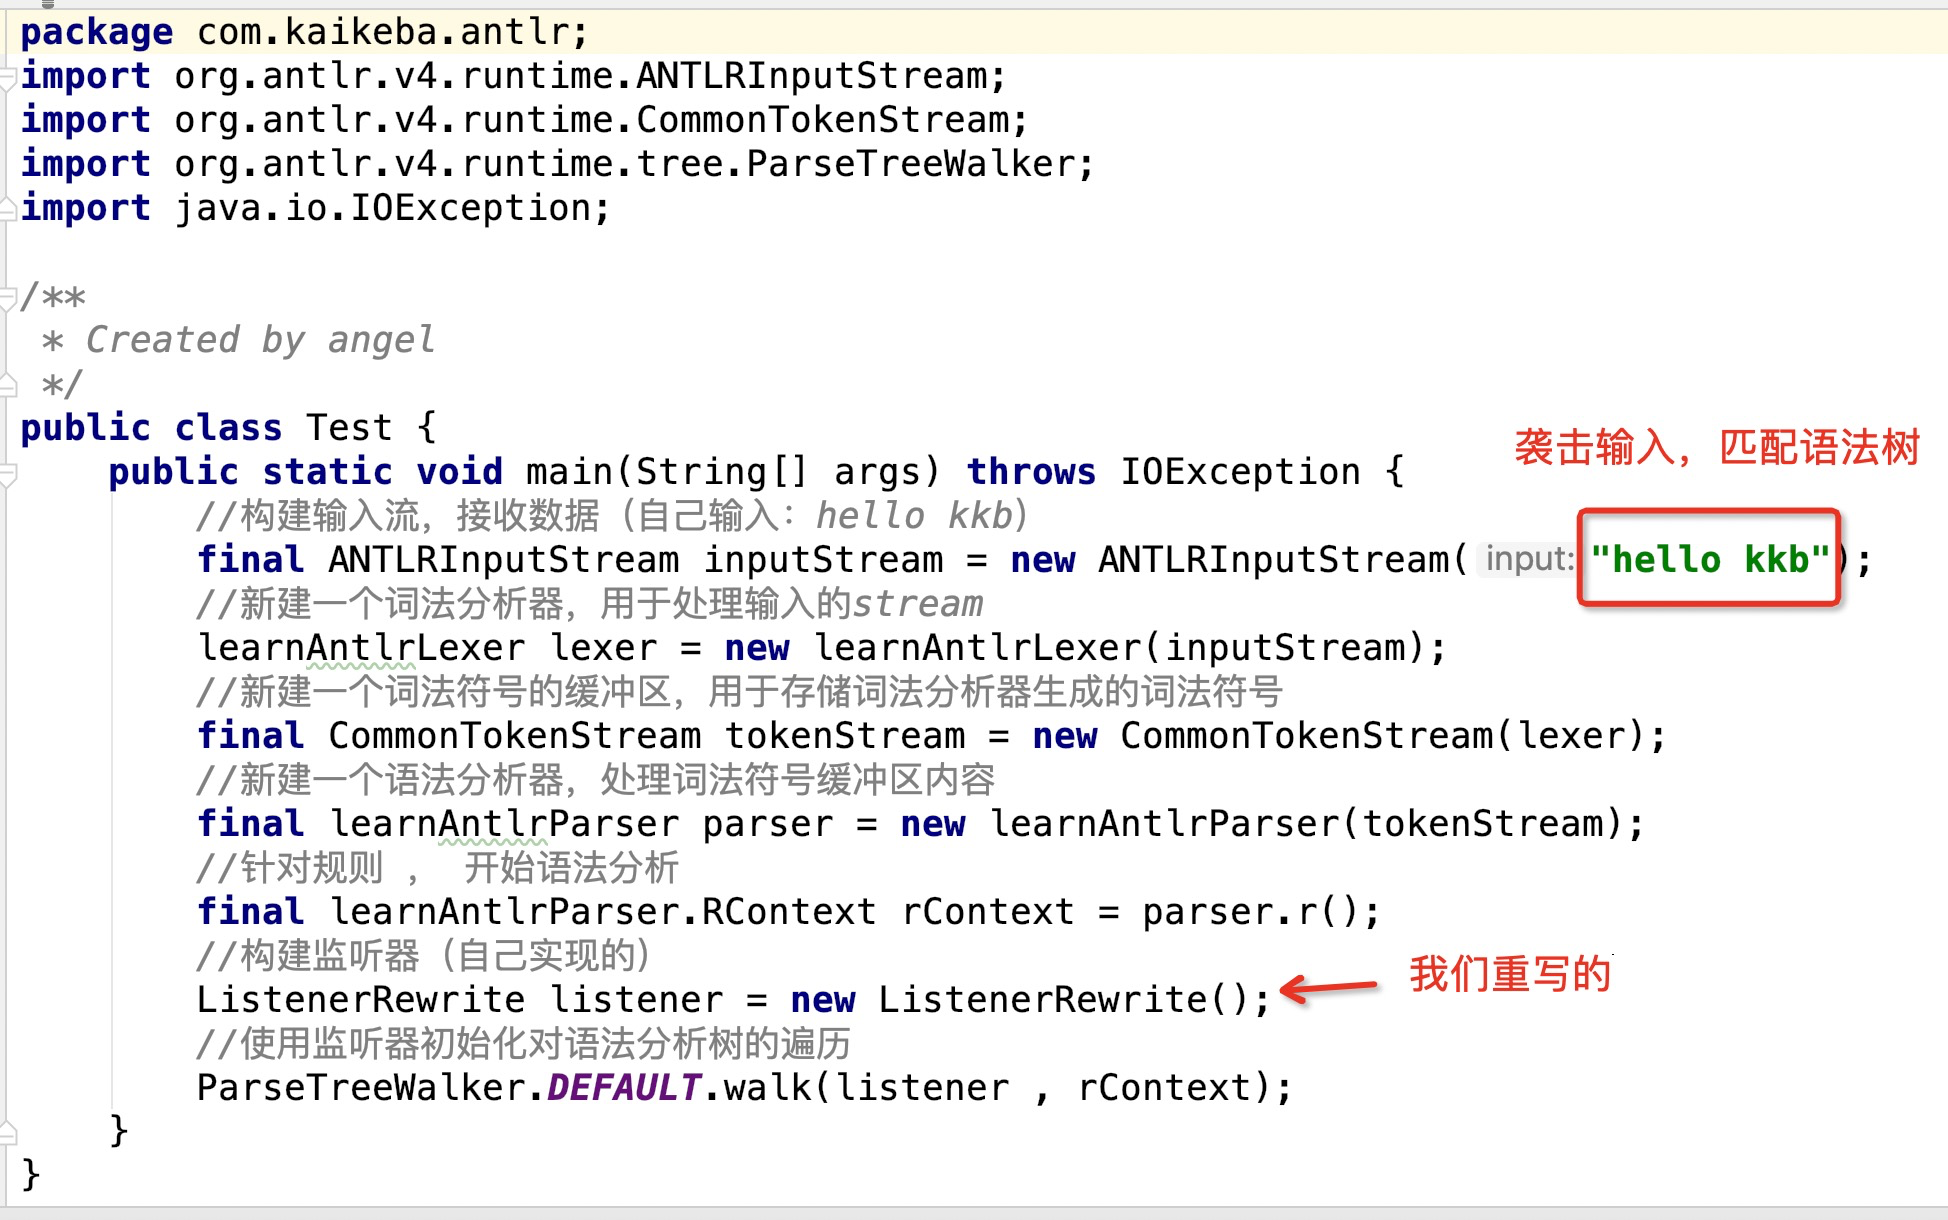 package com.kaikeba.antlr;
import org.antlr.v4.runtime.ANTLRInputStream;
import org.antlr.v4.runtime.CommonTokenStream;
import org.antlr.v4.runtime.tree.ParseTreeWalker;
import java.io.IOException;
/**
 * Created by angel
 */
public class Test {
袭击输入，匹配语法树
    public static void main(String[] args) throws IOException {
        //构建输入流，接收数据（自己输入：hello kkb）
        final ANTLRInputStream inputStream = new ANTLRInputStream( input: "hello kkb");
        //新建一个词法分析器，用于处理输入的stream
        learnAntlrLexer lexer = new learnAntlrLexer(inputStream);
        //新建一个词法符号的缓冲区，用于存储词法分析器生成的词法符号
        final CommonTokenStream tokenStream = new CommonTokenStream(lexer);
        //新建一个语法分析器，处理词法符号缓冲区内容
        final learnAntlrParser parser = new learnAntlrParser(tokenStream);
        //针对规则 ， 开始语法分析
        final learnAntlrParser.RContext rContext = parser.r();
        //构建监听器（自己实现的）
        ListenerRewrite listener = new ListenerRewrite();
我们重写的
        //使用监听器初始化对语法分析树的遍历
        ParseTreeWalker.DEFAULT.walk(listener , rContext);
    }
}